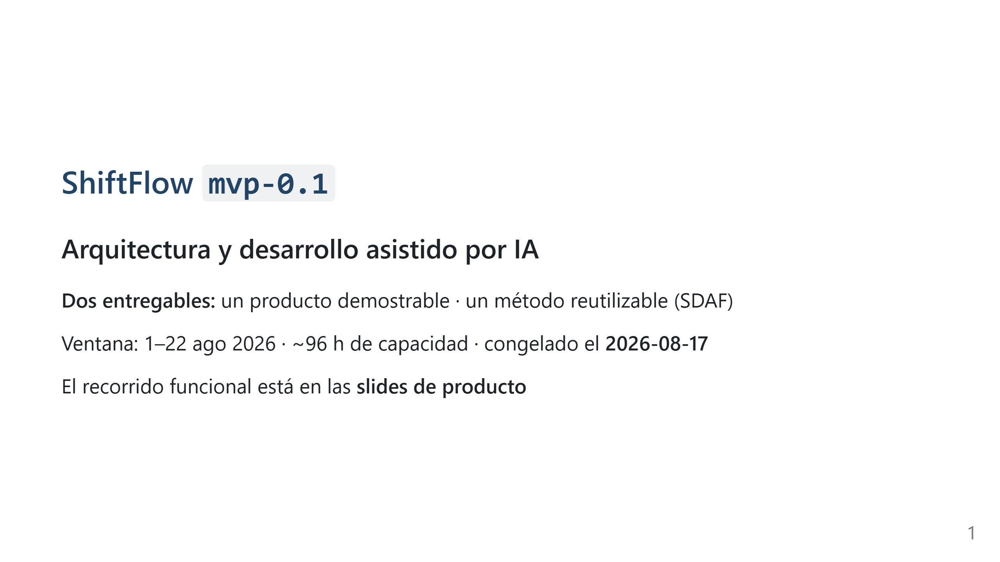 ShiftFlow mvp-0.1
Arquitectura y desarrollo asistido por IA
Dos entregables: un producto demostrable · un método reutilizable (SDAF)
Ventana: 1–22 ago 2026 · ~96 h de capacidad · congelado el 2026-08-17
El recorrido funcional está en las slides de producto
1